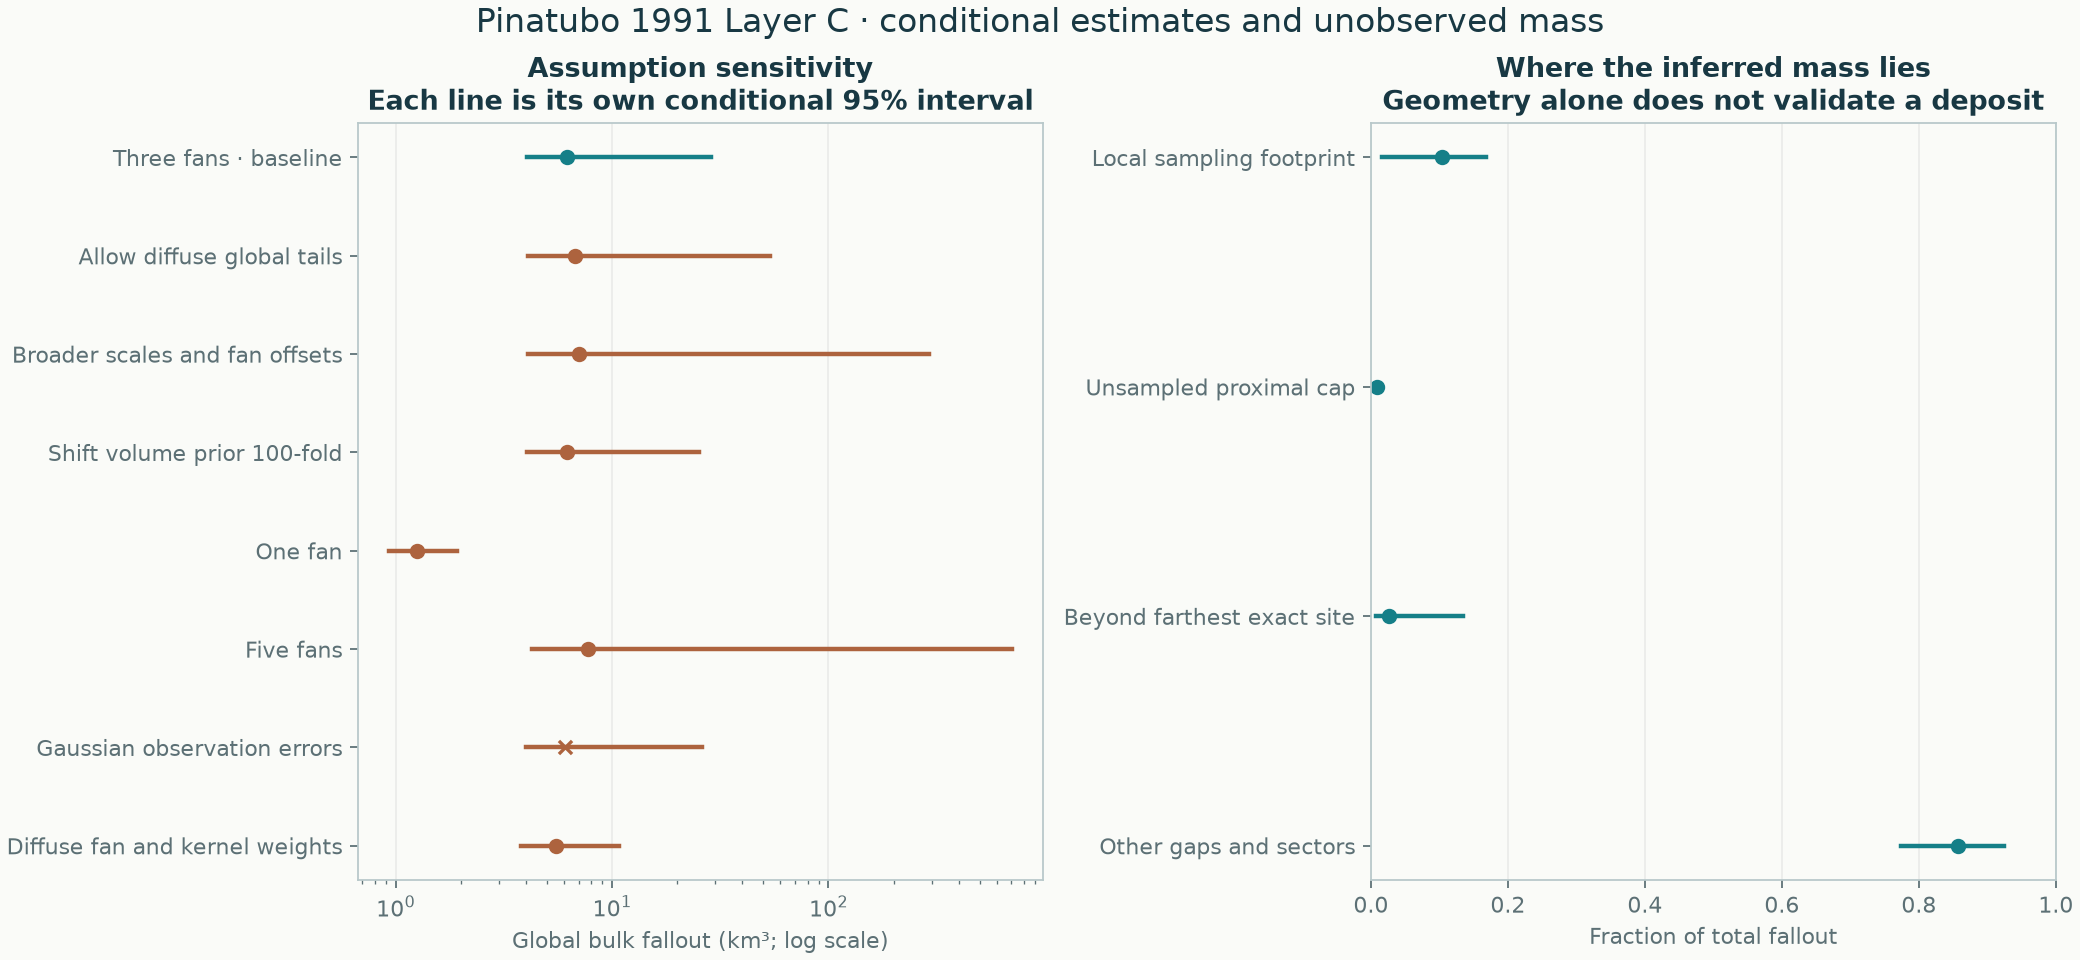 Pinatubo 1991 Layer C · conditional estimates and unobserved mass
Assumption sensitivity
Each line is its own conditional 95% interval
Three fans · baseline
Allow diffuse global tails
Broader scales and fan offsets
Shift volume prior 100-fold
One fan
Five fans
Gaussian observation errors
Diffuse fan and kernel weights
10⁰ 10¹ 10²
Global bulk fallout (km³; log scale)
Where the inferred mass lies
Geometry alone does not validate a deposit
Local sampling footprint
Unsampled proximal cap
Beyond farthest exact site
Other gaps and sectors
0.0 0.2 0.4 0.6 0.8 1.0
Fraction of total fallout